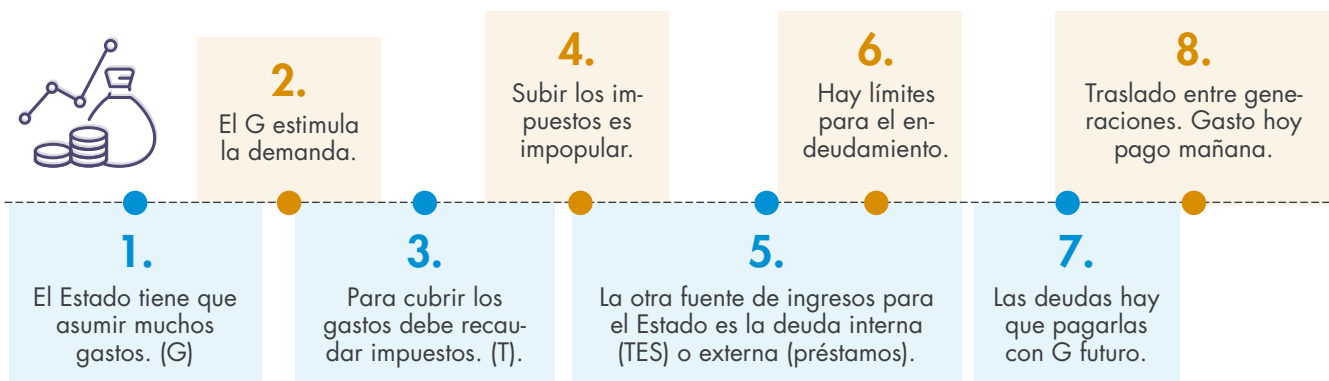 1.
El Estado tiene que
asumir muchos
gastos. (G)
2.
El G estimula
la demanda.
3.
Para cubrir los
gastos debe recau-
dar impuestos. (T).
4.
Subir los im-
puestos es
impopular.
5.
La otra fuente de ingresos para
el Estado es la deuda interna
(TES) o externa (préstamos).
6.
Hay límites
para el en-
deudamiento.
7.
Las deudas hay
que pagarlas
con G futuro.
8.
Traslado entre gene-
raciones. Gasto hoy
pago mañana.